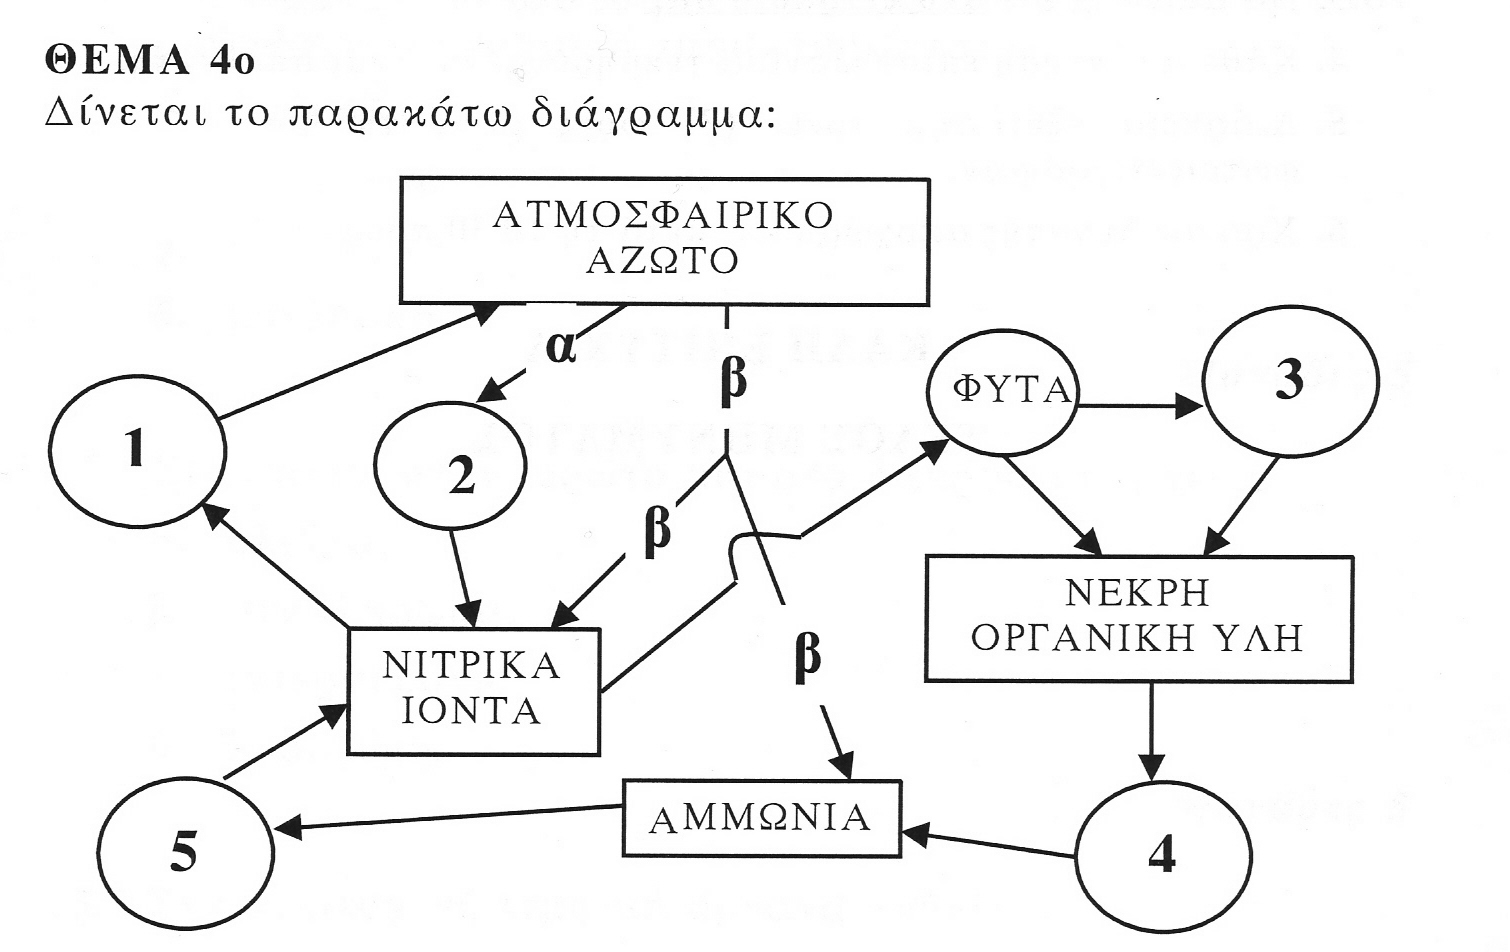 ΘΕΜΑ 4ο
Δίνεται το παρακάτω διάγραμμα:
ΑΤΜΟΣΦΑΙΡΙΚΟ
ΑΖΩΤΟ
α
β
ΦΥΤΑ
3
1
2
β
ΝΕΚΡΗ
ΟΡΓΑΝΙΚΗ ΥΛΗ
ΝΙΤΡΙΚΑ
ΙΟΝΤΑ
β
ΑΜΜΩΝΙΑ
5
4